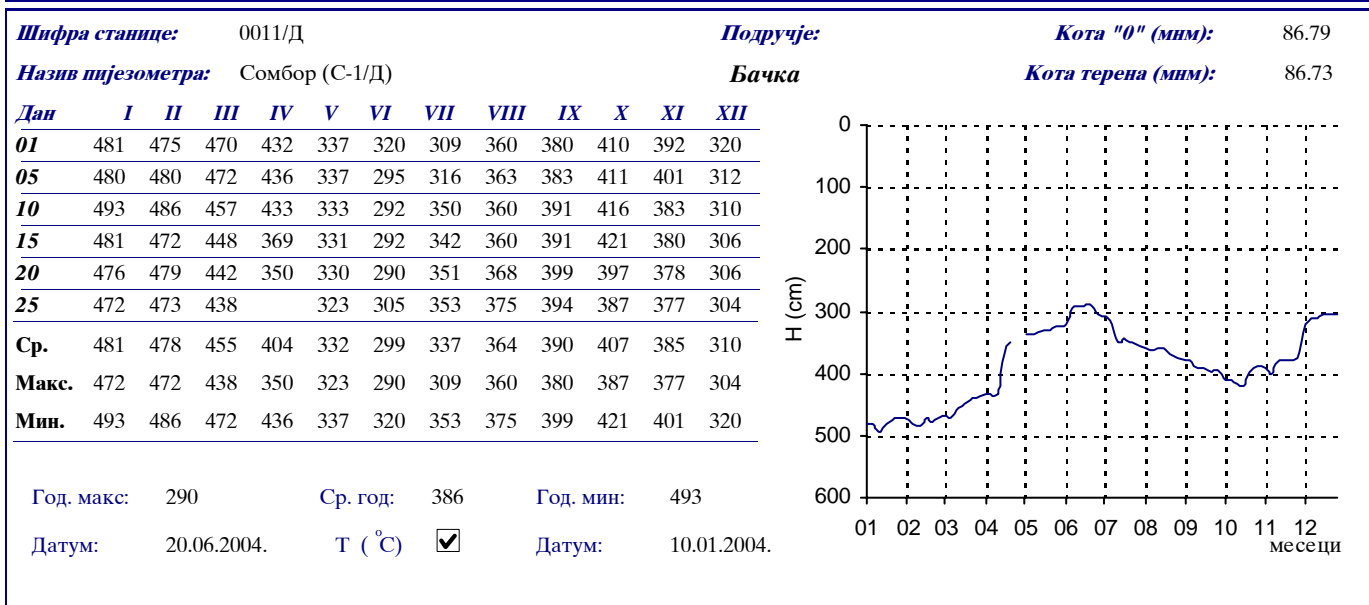 Шифра станице: 0011/Д Подручје: Кота "0" (мнм): 86.79
Назив пијезометра: Сомбор (С-1/Д) Бачка Кота терена (мнм): 86.73
Дан I II III IV V VI VII VIII IX X XI XII
01 481 475 470 432 337 320 309 360 380 410 392 320
05 480 480 472 436 337 295 316 363 383 411 401 312
10 493 486 457 433 333 292 350 360 391 416 383 310
15 481 472 448 369 331 292 342 360 391 421 380 306
20 476 479 442 350 330 290 351 368 399 397 378 306
25 472 473 438 323 305 353 375 394 387 377 304
Ср. 481 478 455 404 332 299 337 364 390 407 385 310
Макс. 472 472 438 350 323 290 309 360 380 387 377 304
Мин. 493 486 472 436 337 320 353 375 399 421 401 320
Год. макс: 290 Ср. год: 386 Год. мин: 493
Датум: 20.06.2004. Т ( °С) Датум: 10.01.2004.
H (cm)
0
100
200
300
400
500
600
01 02 03 04 05 06 07 08 09 10 11 12
месеци